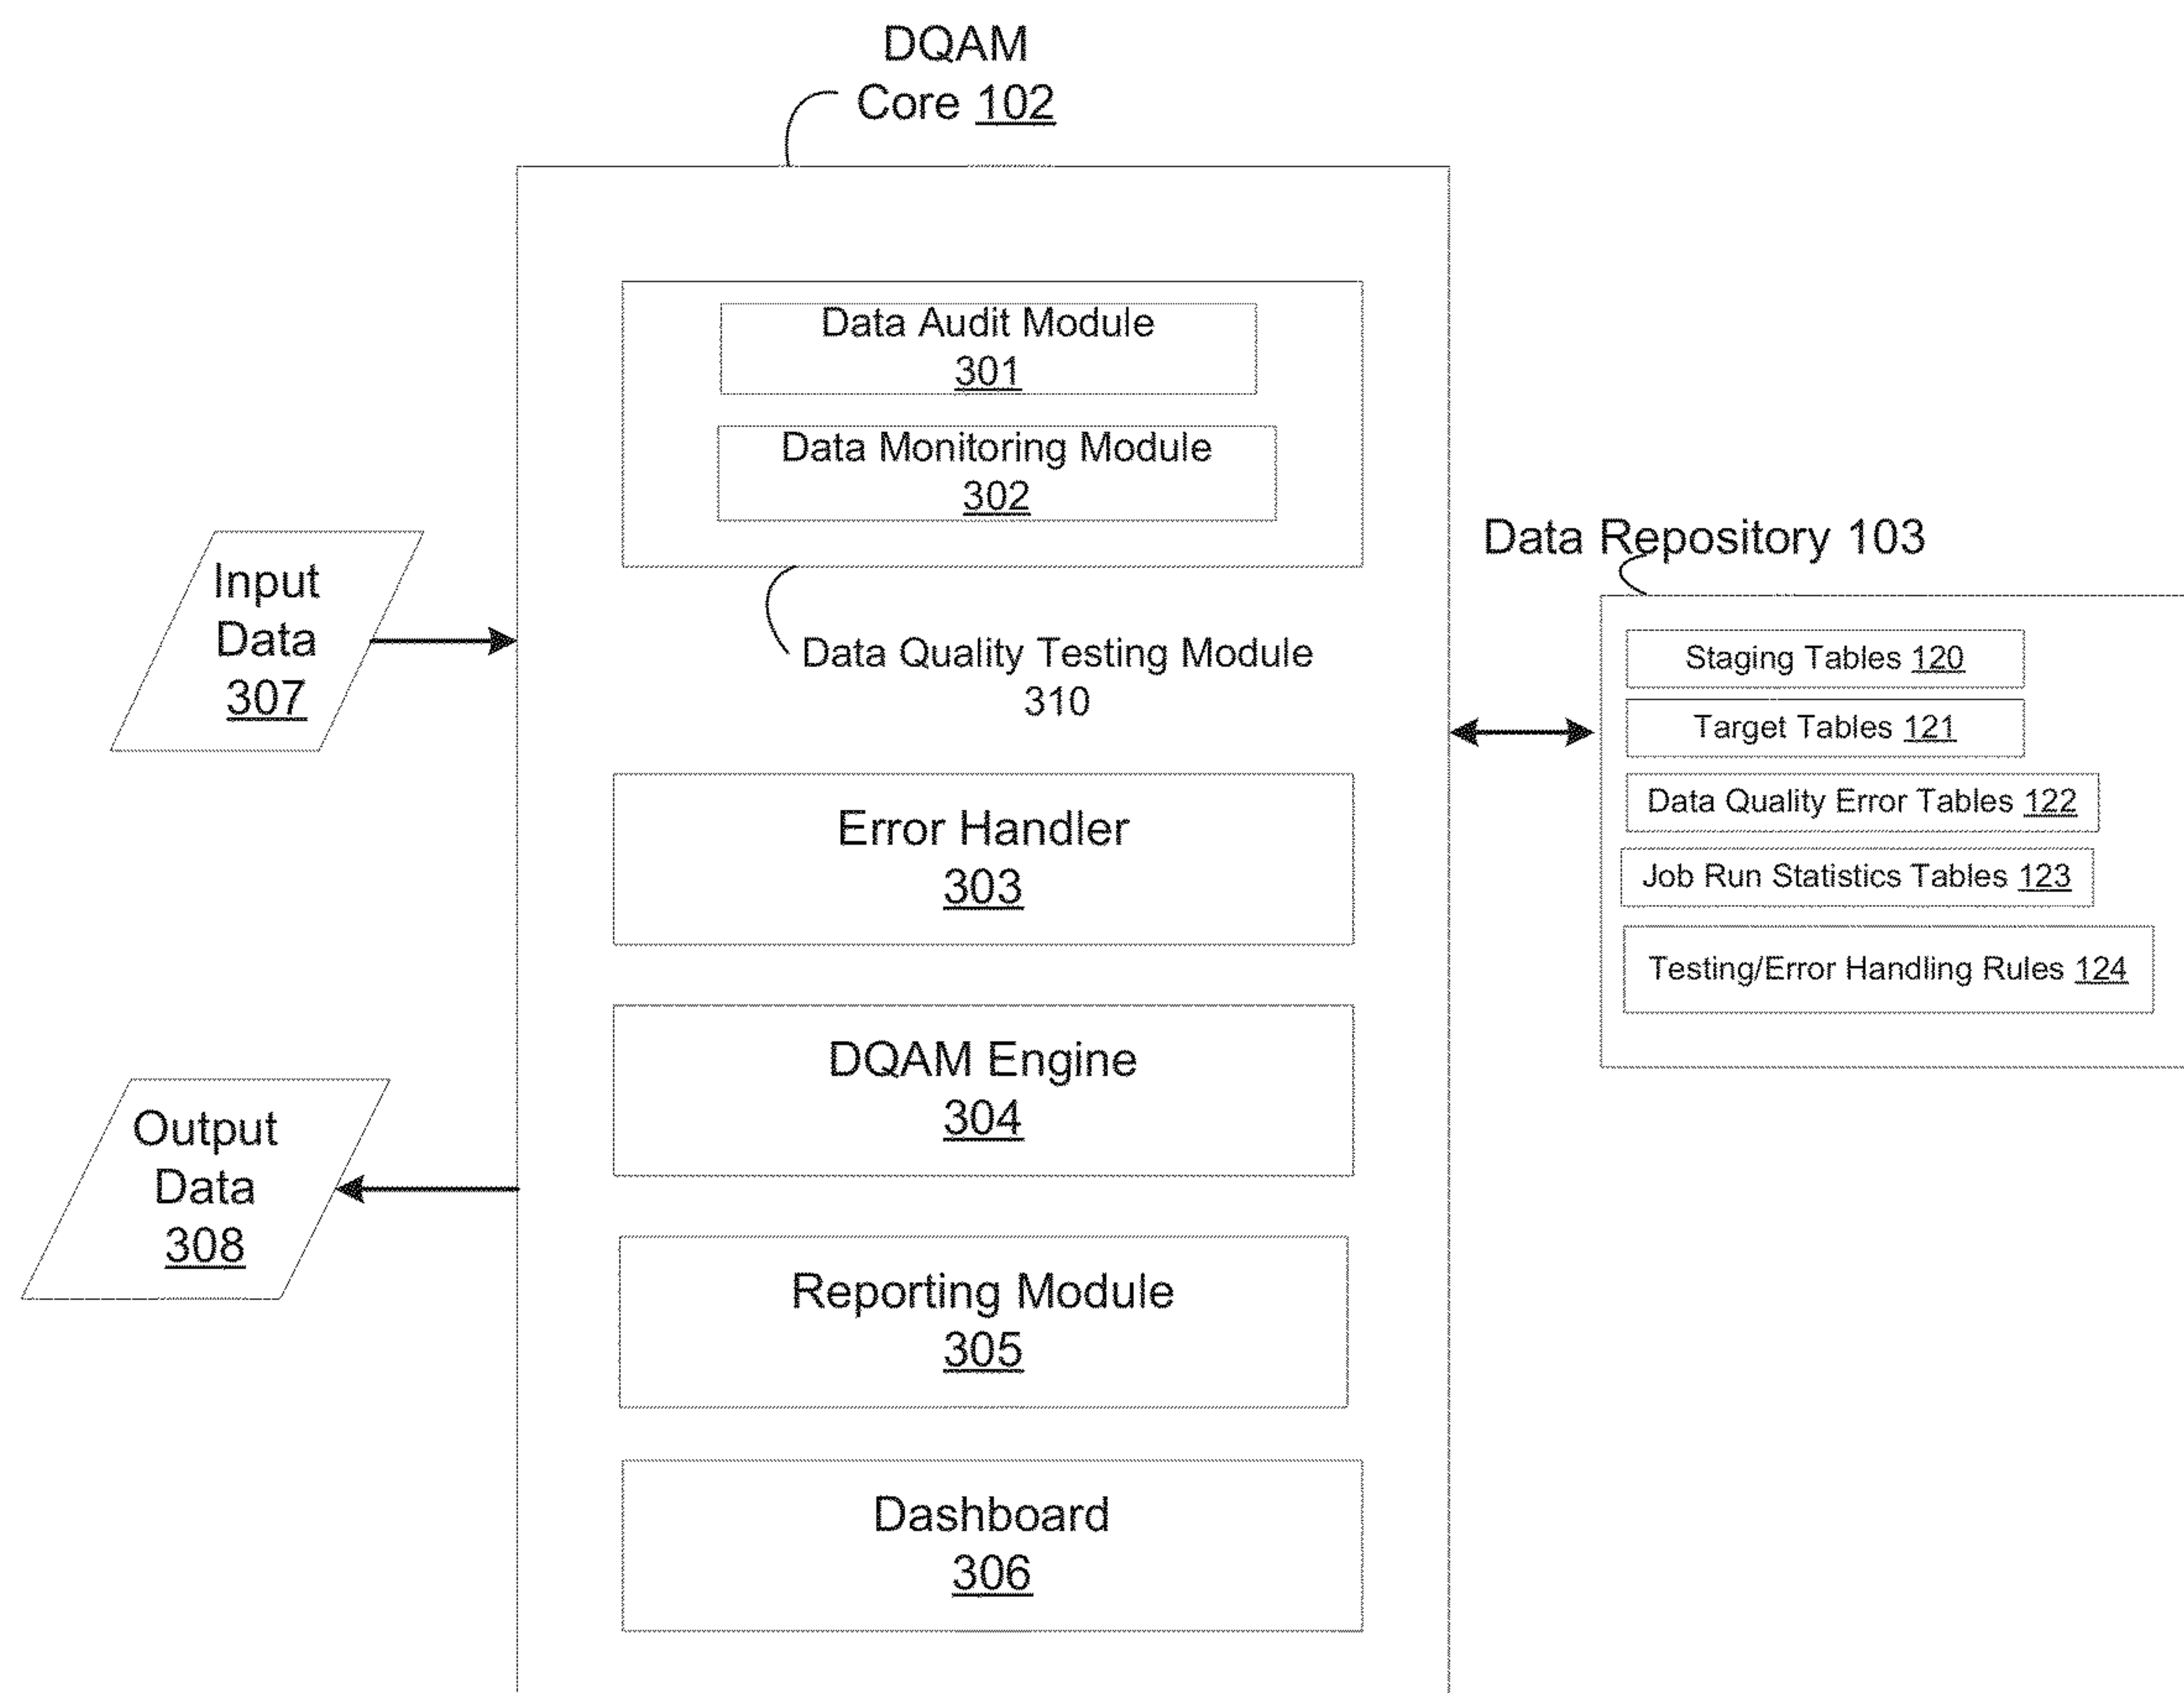 DQAM
Core 102
Data Audit Module
301
Data Monitoring Module
302
Data Quality Testing Module
310
Input
Data
307
Error Handler
303
DQAM Engine
304
Output
Data
308
Reporting Module
305
Dashboard
306
Data Repository 103
Staging Tables 120
Target Tables 121
Data Quality Error Tables 122
Job Run Statistics Tables 123
Testing/Error Handling Rules 124